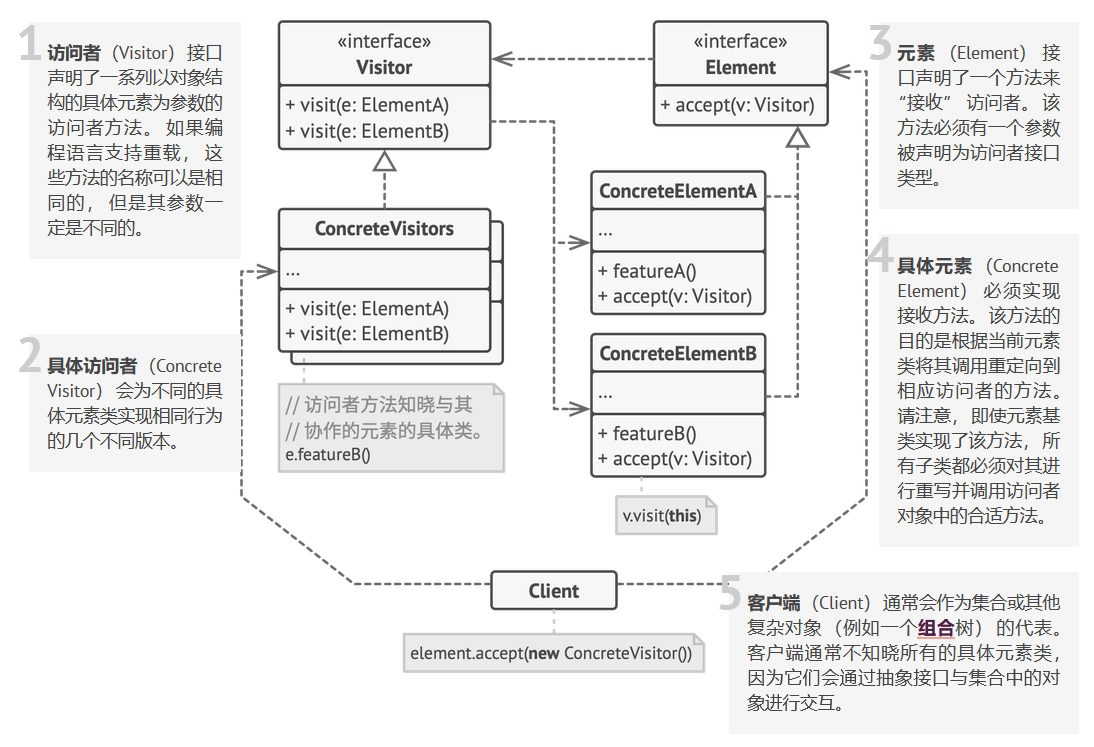 1
访问者（Visitor）接口
声明了一系列以对象结
构的具体元素为参数的
访问者方法。 如果编
程语言支持重载， 这
些方法的名称可以是相
同的， 但是其参数一
定是不同的。
«interface»
Visitor
+ visit(e: ElementA)
+ visit(e: ElementB)
«interface»
Element
+ accept(v: Visitor)
3
元素 （Element） 接
口声明了一个方法来
“接收” 访问者。 该
方法必须有一个参数
被声明为访问者接口
类型。
ConcreteVisitors
...
+ visit(e: ElementA)
+ visit(e: ElementB)
ConcreteElementA
...
+ featureA()
+ accept(v: Visitor)
4
具体元素 （Concrete
Element） 必须实现
接收方法。 该方法的
目的是根据当前元素
类将其调用重定向到
相应访问者的方法。
请注意，即使元素基
类实现了该方法，所
有子类都必须对其进
行重写并调用访问者
对象中的合适方法。
2
具体访问者（Concrete
Visitor） 会为不同的具
体元素类实现相同行为
的几个不同版本。
// 访问者方法知晓与其
// 协作的元素的具体类。
e.featureB()
ConcreteElementB
...
+ featureB()
+ accept(v: Visitor)
v.visit(this)
Client
element.accept(new ConcreteVisitor())
5
客户端（Client）通常会作为集合或其他
复杂对象 （例如一个组合树） 的代表。
客户端通常不知晓所有的具体元素类，
因为它们会通过抽象接口与集合中的对
象进行交互。